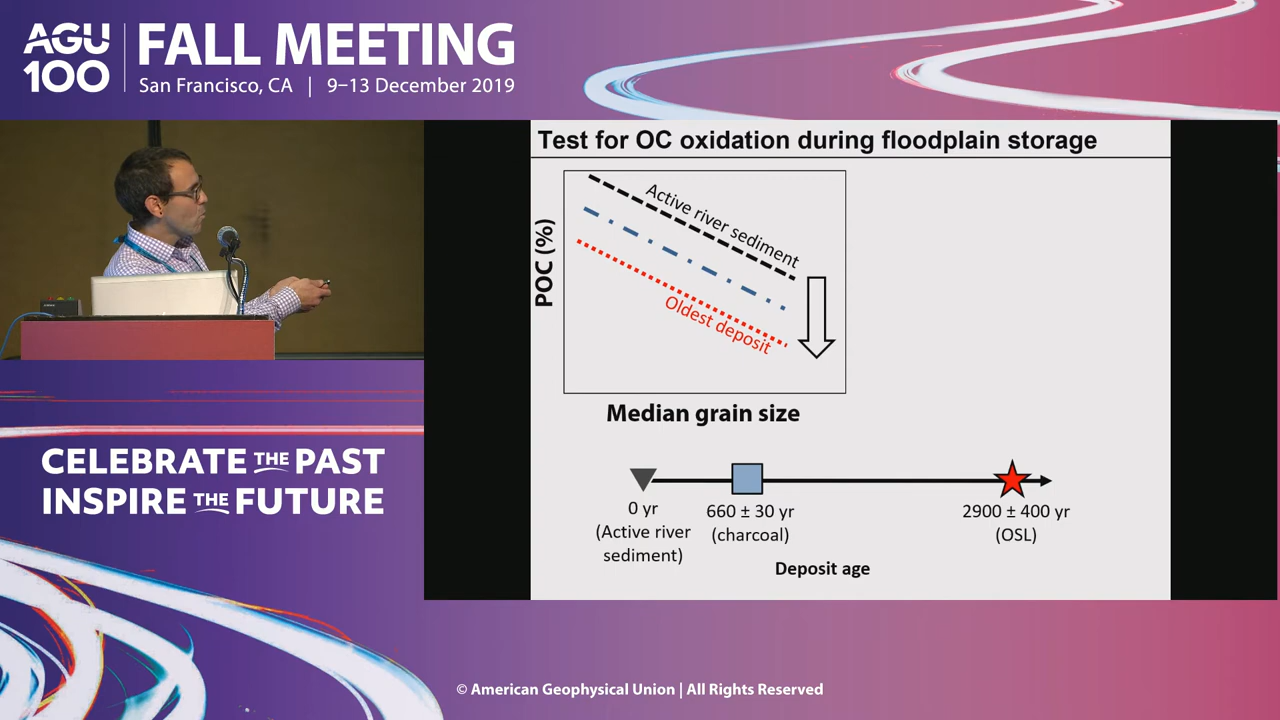 AGU
100
FALL MEETING
San Francisco, CA | 9–13 December 2019
Test for OC oxidation during floodplain storage
POC (%)
Active river sediment
Oldest deposit
Median grain size
0 yr
(Active river
sediment)
660 ± 30 yr
(charcoal)
2900 ± 400 yr
(OSL)
Deposit age
CELEBRATE THE PAST
INSPIRE THE FUTURE
© American Geophysical Union | All Rights Reserved